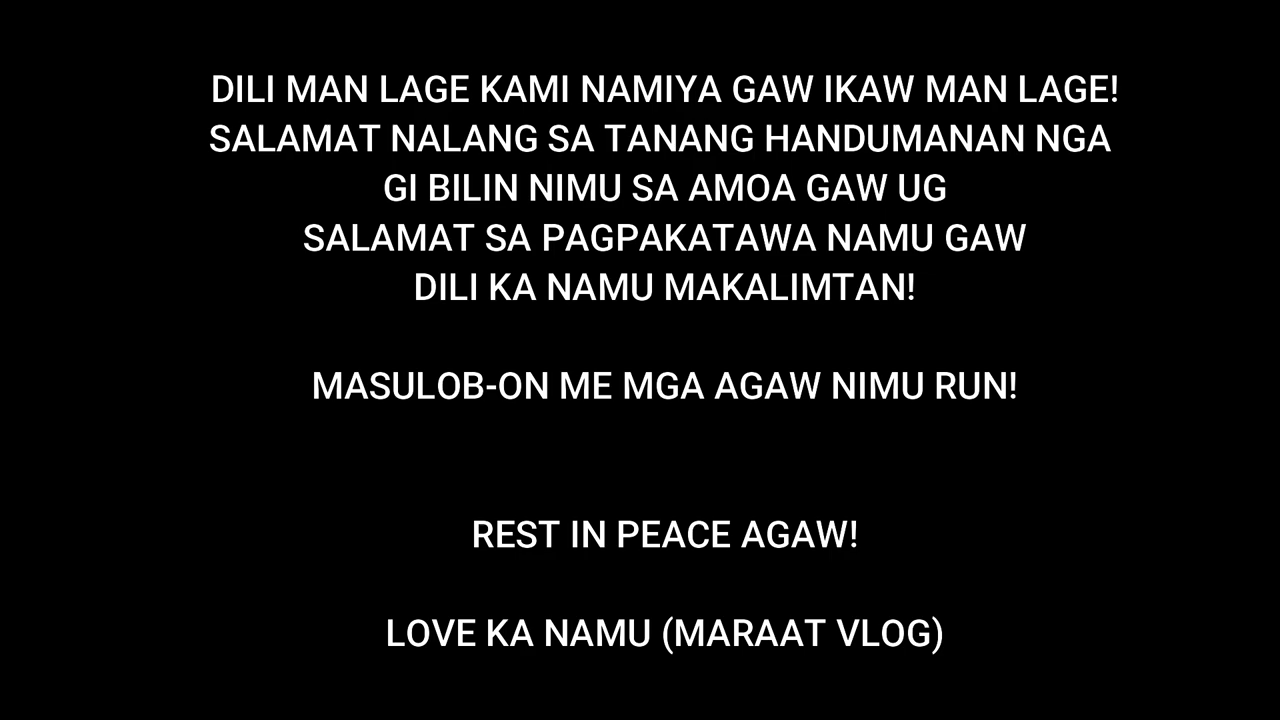 DILI MAN LAGE KAMI NAMIYA GAW IKAW MAN LAGE!
SALAMAT NALANG SA TANANG HANDUMANAN NGA
GI BILIN NIMU SA AMOA GAW UG
SALAMAT SA PAGPAKATAWA NAMU GAW
DILI KA NAMU MAKALIMTAN!
MASULOB-ON ME MGA AGAW NIMU RUN!
REST IN PEACE AGAW!
LOVE KA NAMU (MARAAT VLOG)